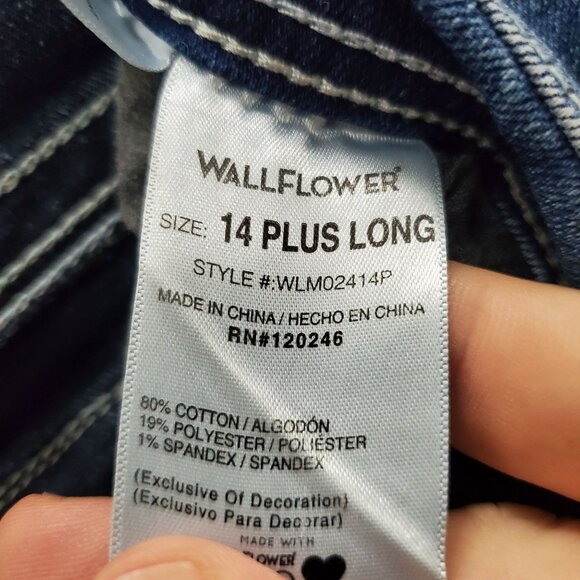 WALLFLOWER
SIZE: 14 PLUS LONG
STYLE #:WLM02414P
MADE IN CHINA/HECHO EN CHINA
RN#120246
80% COTTON / ALGODÓN
19% POLYESTER / POLIÉSTER
1% SPANDEX / SPANDEX
(Exclusive Of Decoration)
(Exclusivo Para Decorar)
MADE WITH